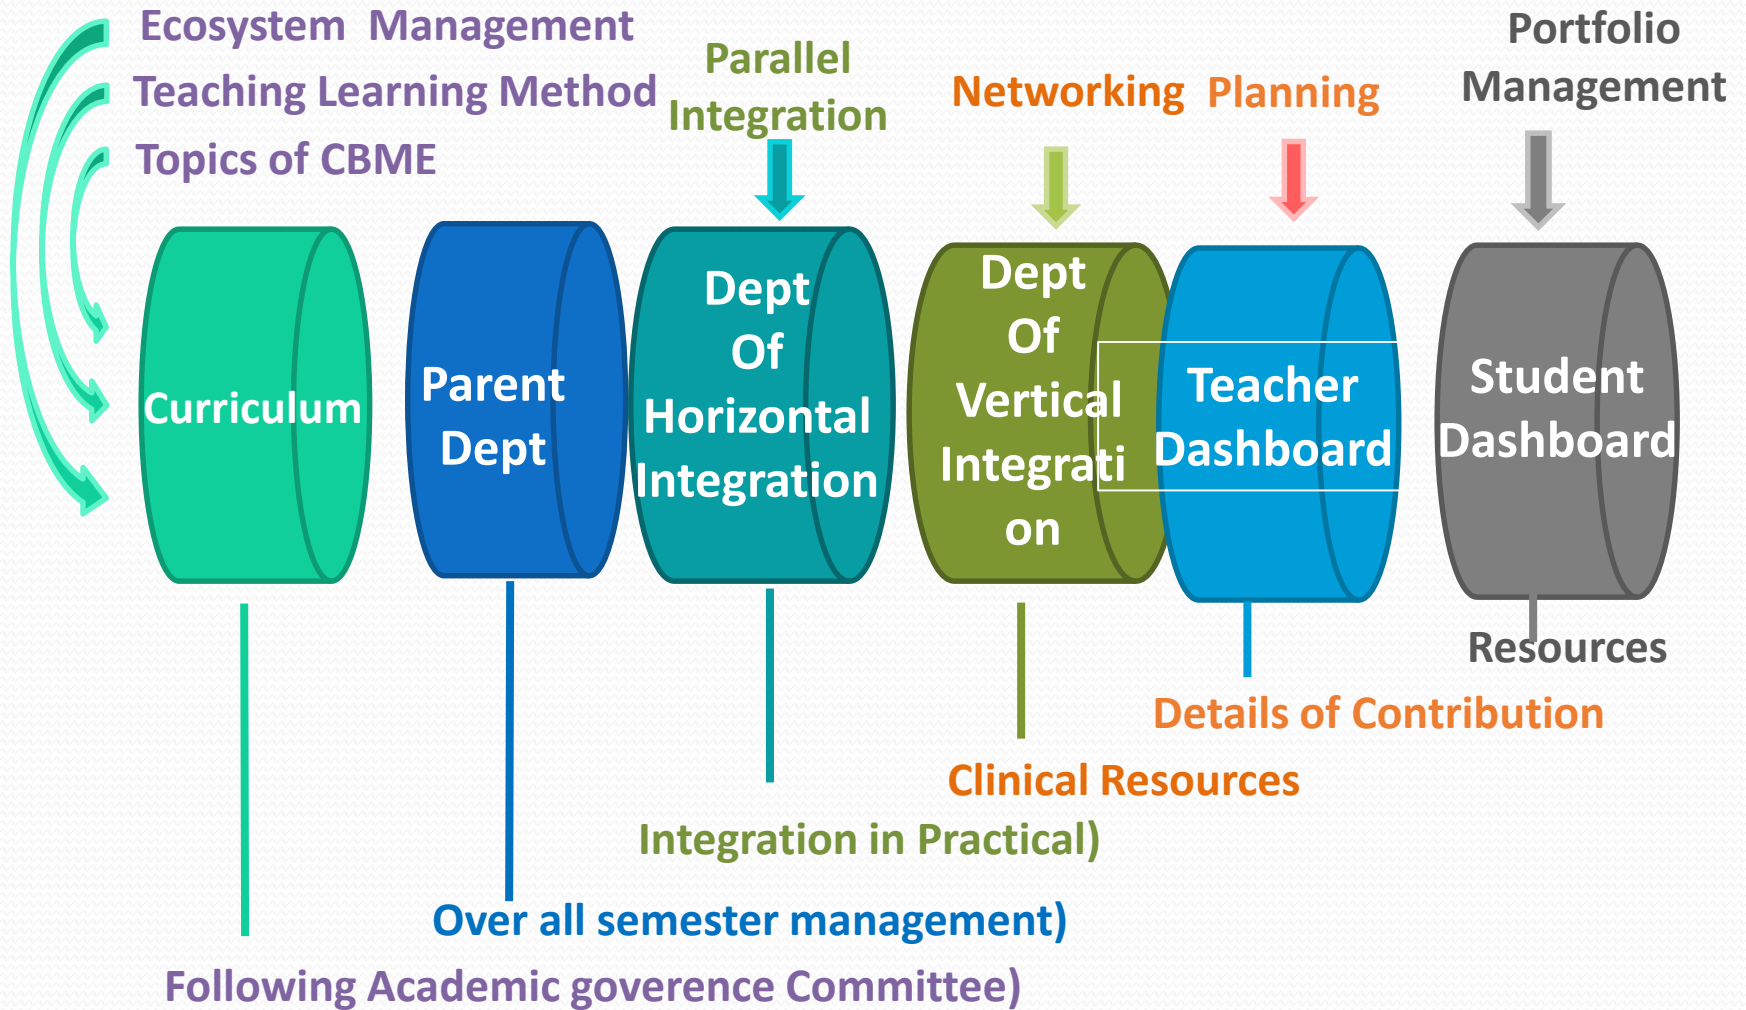 Ecosystem  Management
Teaching Learning Method
Topics of CBME
Parallel
Integration
Networking
Planning
Portfolio
Management
Curriculum
Parent
Dept
Dept
Of
Horizontal
Integration
Dept
Of
Vertical
Integrati
on
Teacher
Dashboard
Student
Dashboard
Resources
Details of Contribution
Clinical Resources
Integration in Practical)
Over all semester management)
Following Academic goverence Committee)